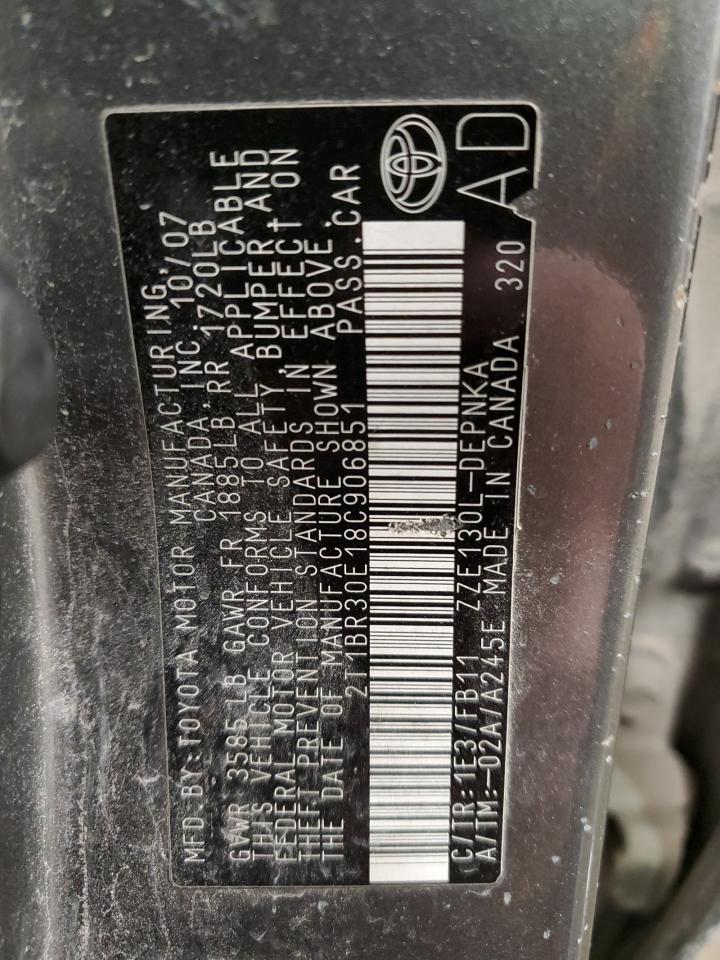 MFD.BY:TOYOTA MOTOR MANUFACTURING,
CANADA, INC. 10/07
GVWR 3585LB GAWR FR 1885LB RR 1720LB
THIS VEHICLE CONFORMS TO ALL APPLICABLE
FEDERAL MOTOR VEHICLE SAFETY, BUMPER, AND
THEFT PREVENTION STANDARDS IN EFFECT ON
THE DATE OF MANUFACTURE SHOWN ABOVE.
2T1BR30E18C906851 PASS.CAR
C/TR:1E3/FB11 ZZE130L-DEPNKA
A/TM:-02A/A245E MADE IN CANADA 320
AD